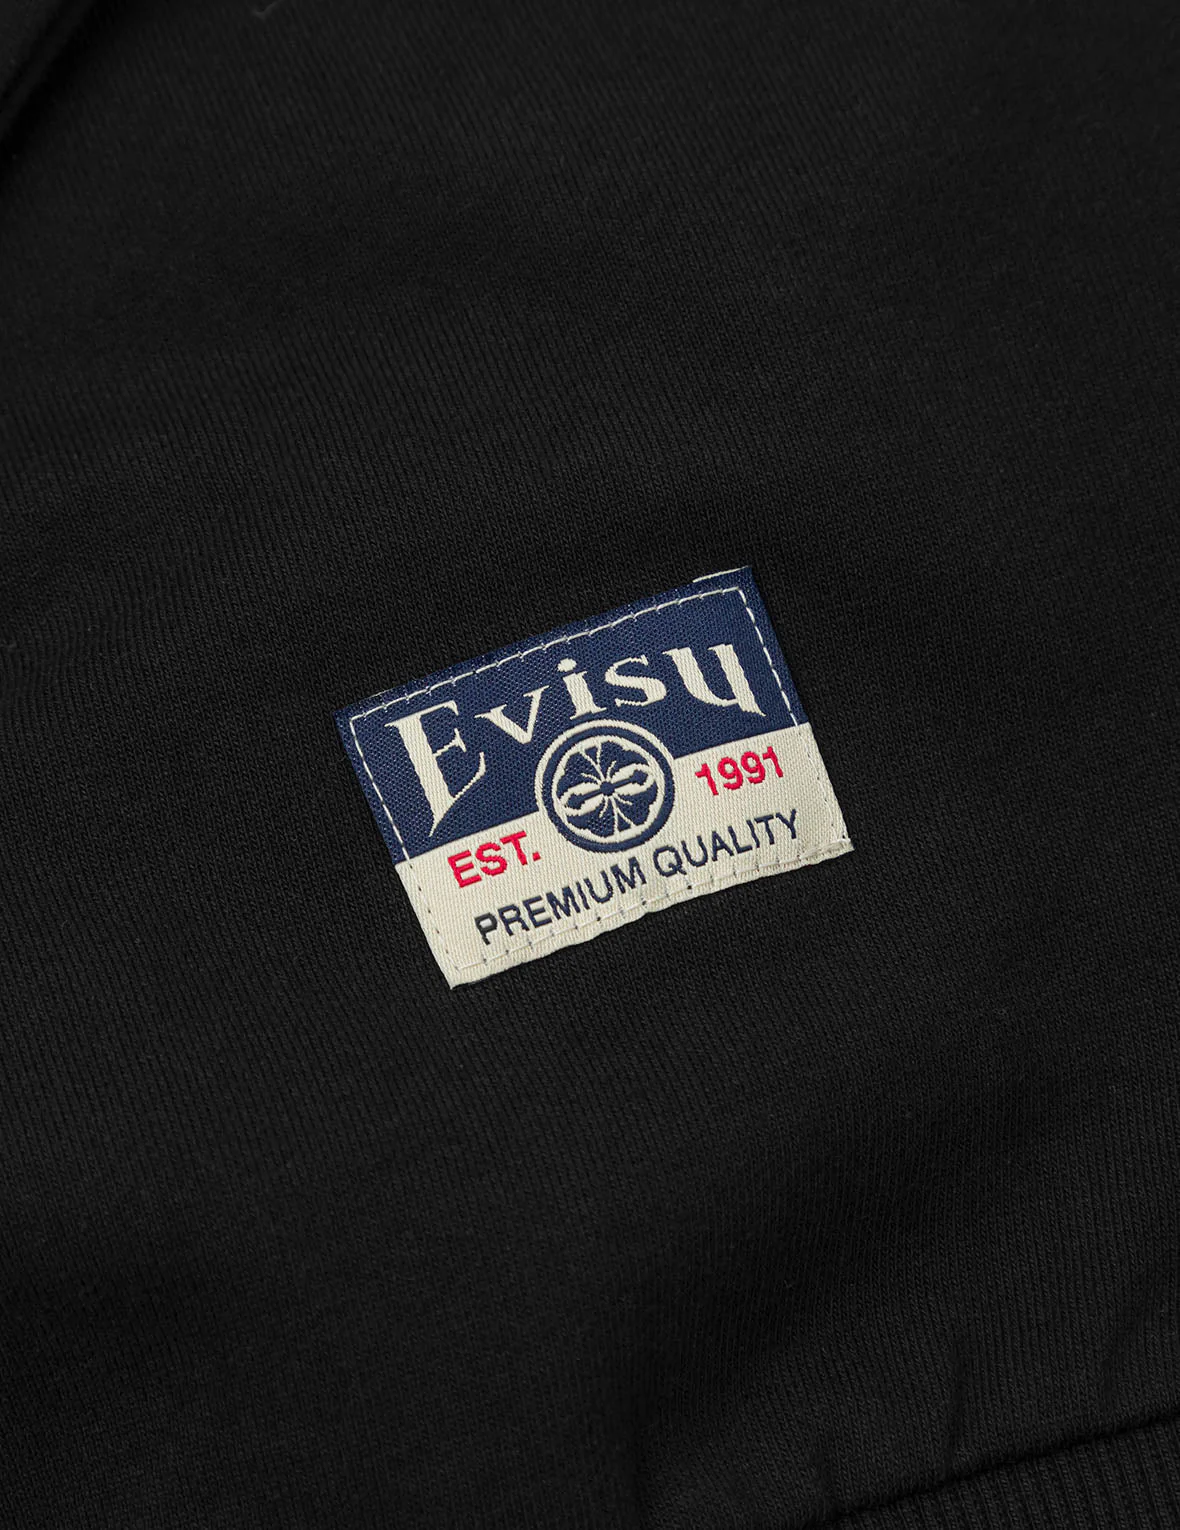 Evisu
EST. 1991
PREMIUM QUALITY